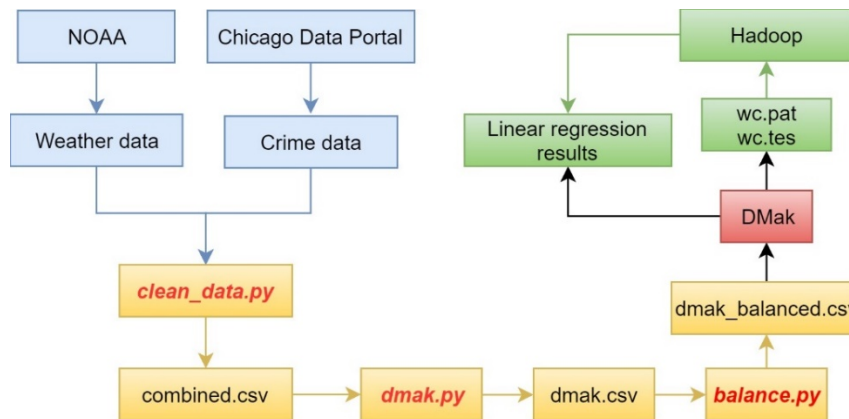 NOAA
Chicago Data Portal
Hadoop
Weather data
Crime data
Linear regression
results
wc.pat
wc.tes
DMak
clean_data.py
dmak_balanced.csv
combined.csv
dmak.py
dmak.csv
balance.py